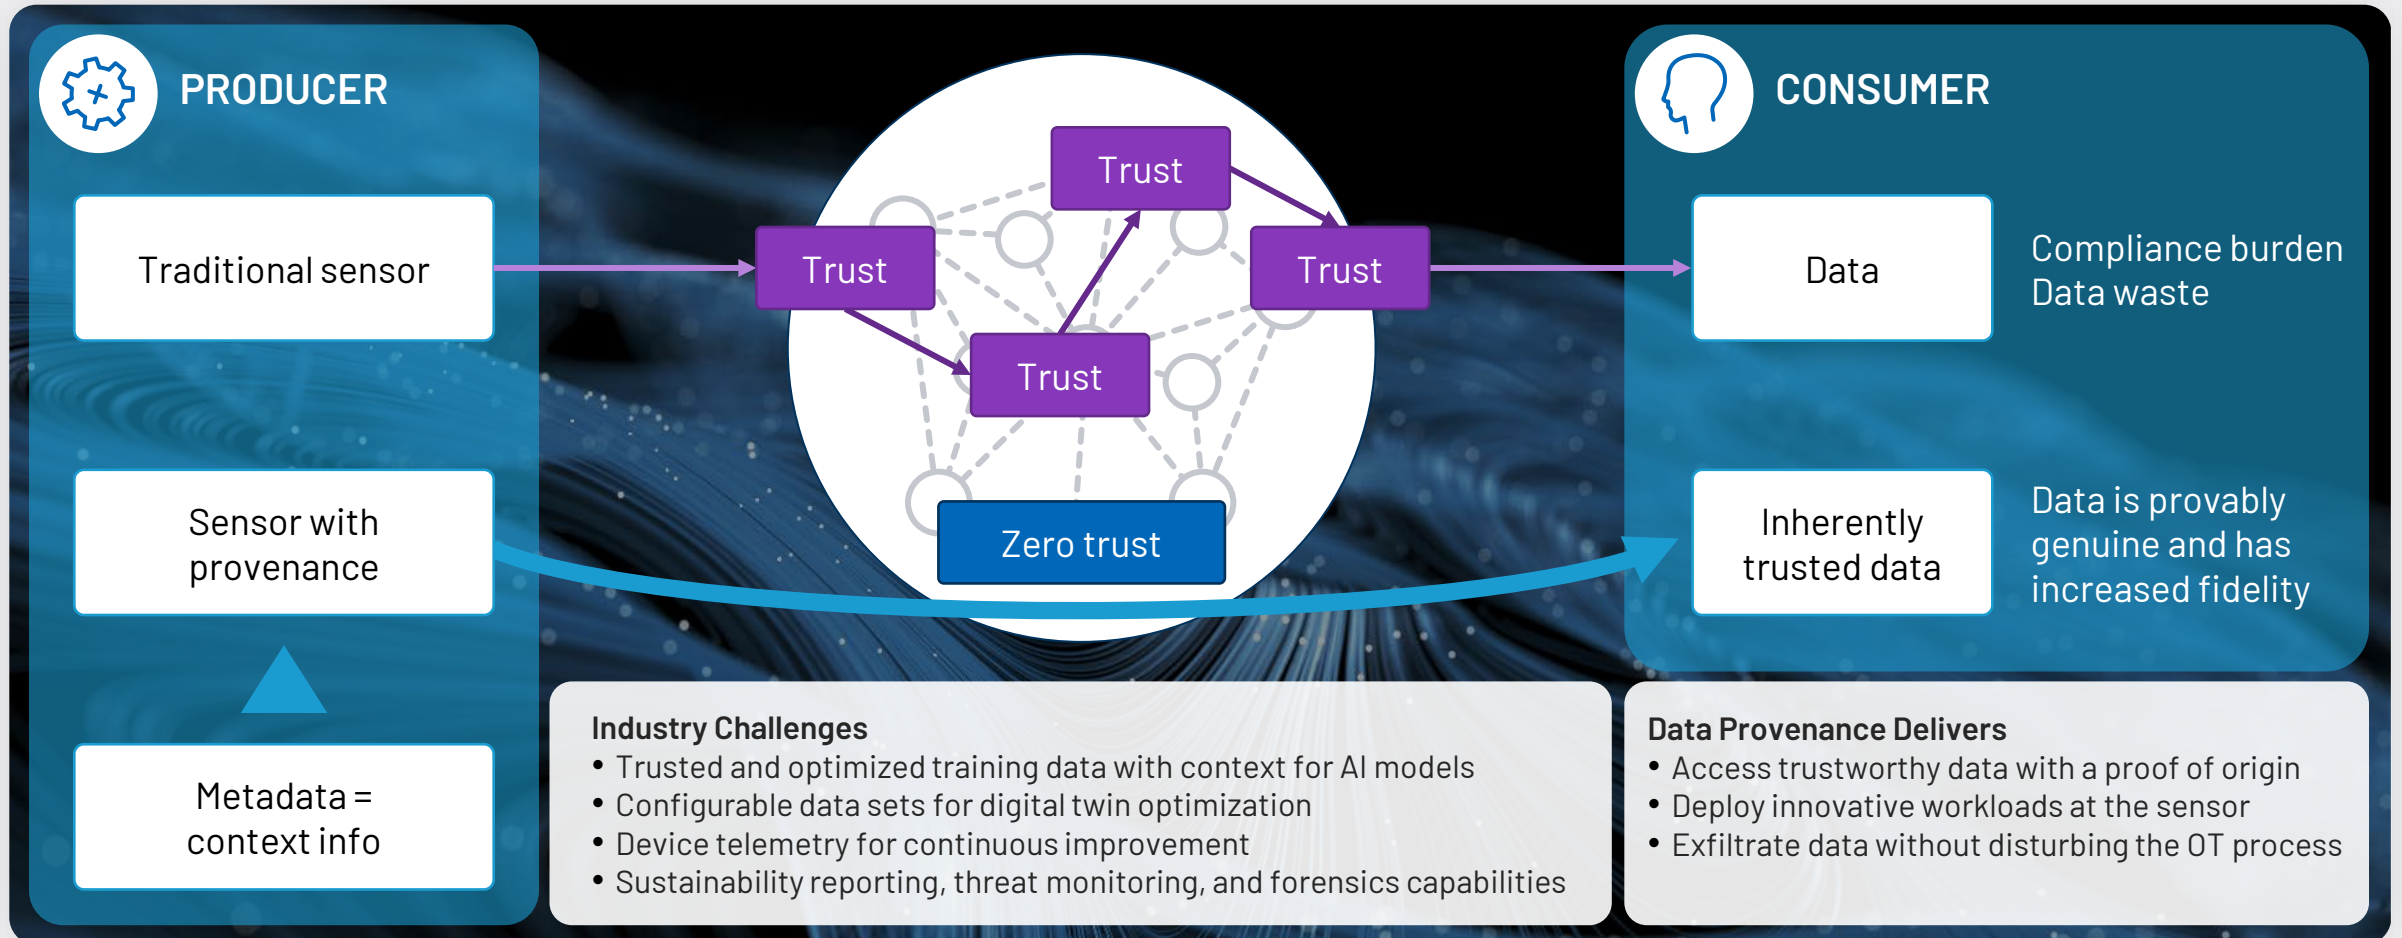 PRODUCER
Traditional sensor
Sensor with
provenance
Metadata =
context info
Trust
Trust
Trust
Trust
Zero trust
CONSUMER
Data
Compliance burden
Data waste
Inherently
trusted data
Data is provably
genuine and has
increased fidelity
Industry Challenges
• Trusted and optimized training data with context for AI models
• Configurable data sets for digital twin optimization
• Device telemetry for continuous improvement
• Sustainability reporting, threat monitoring, and forensics capabilities
Data Provenance Delivers
• Access trustworthy data with a proof of origin
• Deploy innovative workloads at the sensor
• Exfiltrate data without disturbing the OT process